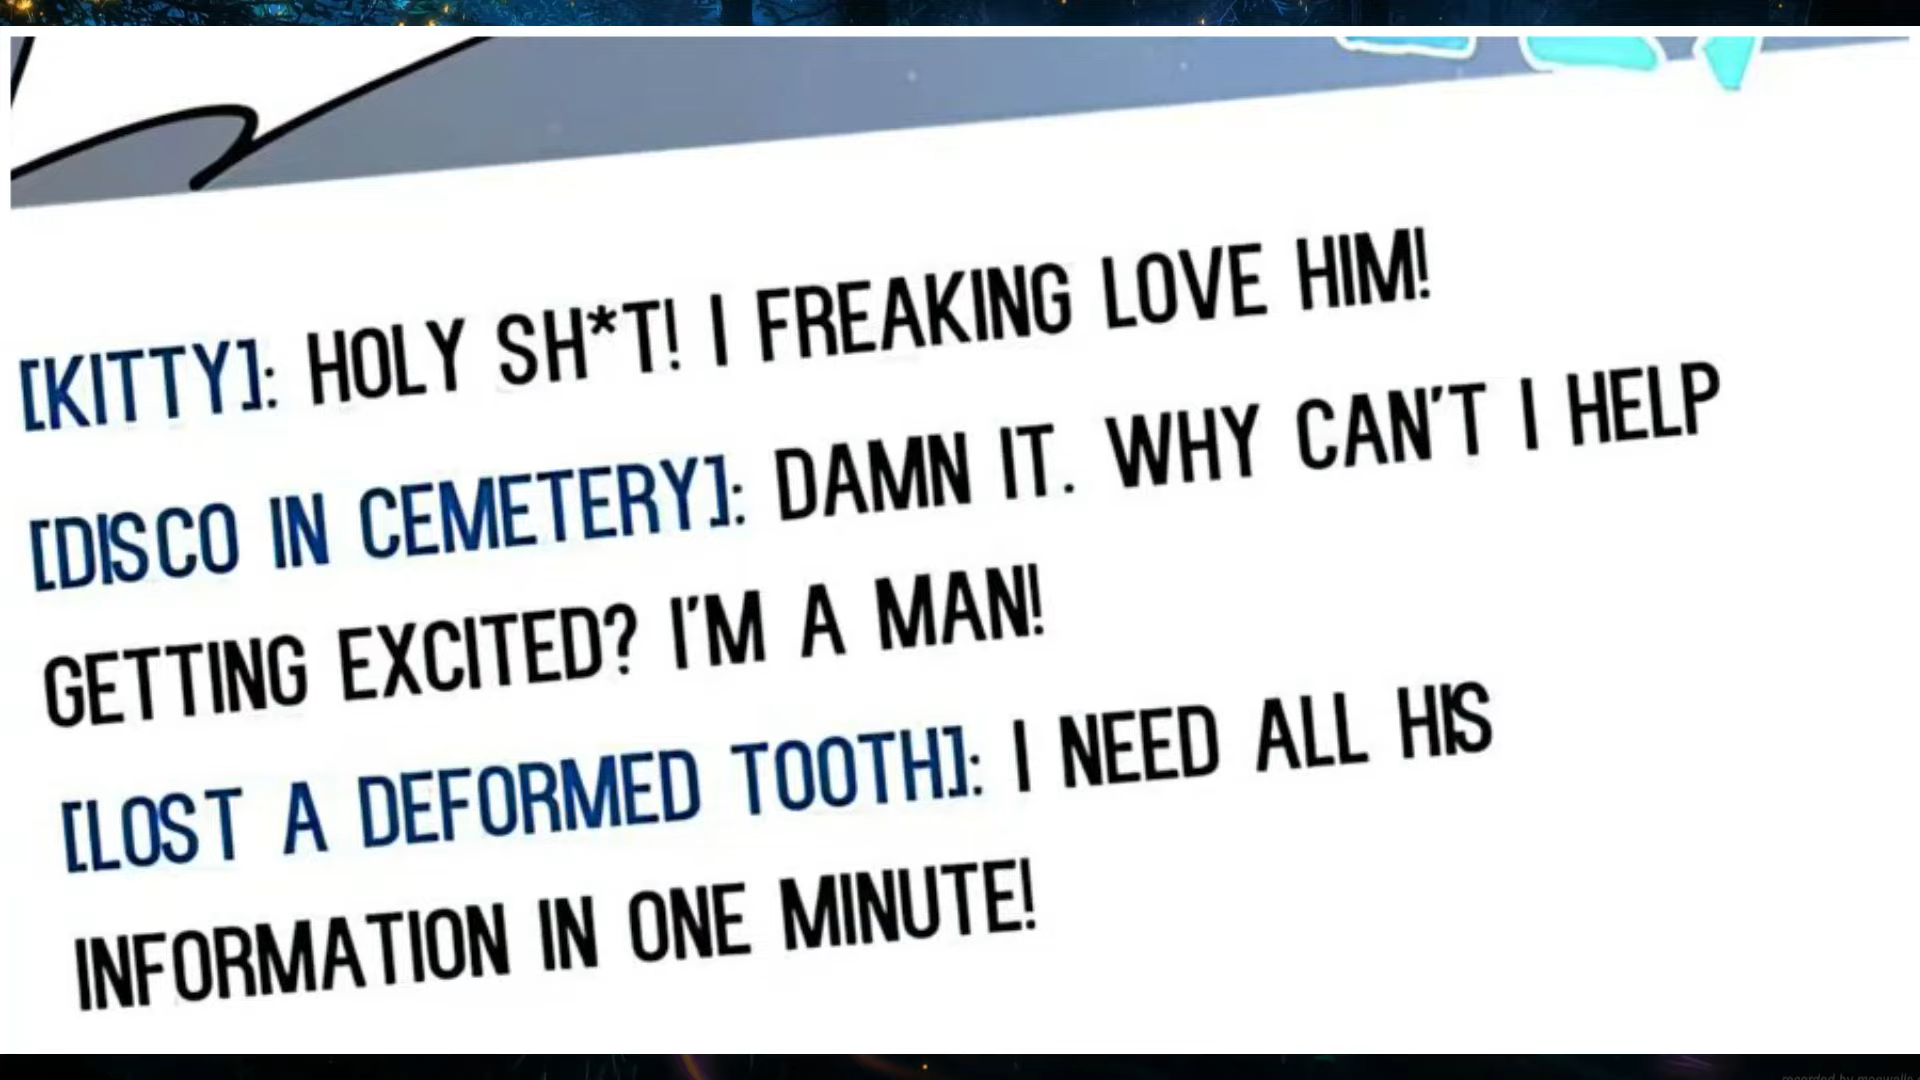 [KITTY]: HOLY SH*T! I FREAKING LOVE HIM!
[DISCO IN CEMETERY]: DAMN IT. WHY CAN'T I HELP
GETTING EXCITED? I'M A MAN!
[LOST A DEFORMED TOOTH]: I NEED ALL HIS
INFORMATION IN ONE MINUTE!